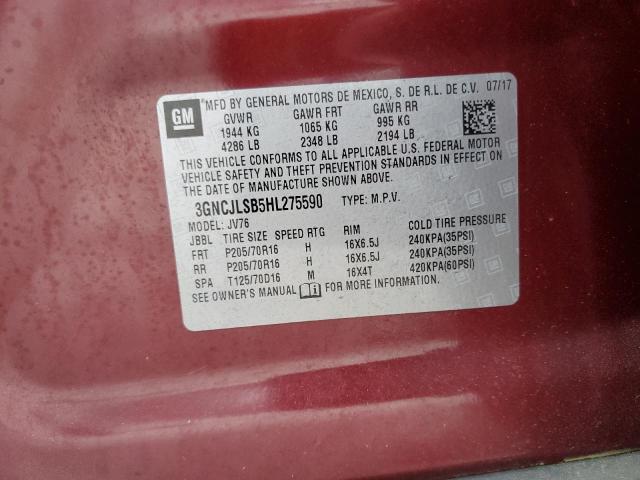 GM MFD BY GENERAL MOTORS DE MEXICO, S. DE R.L. DE C.V. 07/17
GVWR GAWR FRT GAWR RR
1944 KG 1065 KG 995 KG
4286 LB 2348 LB 2194 LB
THIS VEHICLE CONFORMS TO ALL APPLICABLE U.S. FEDERAL MOTOR
VEHICLE SAFETY AND THEFT PREVENTION STANDARDS IN EFFECT ON
THE DATE OF MANUFACTURE SHOWN ABOVE.
3GNCJLSB5HL275590 TYPE: M.P.V.
MODEL: JV76
JBBL TIRE SIZE SPEED RTG RIM COLD TIRE PRESSURE
FRT P205/70R16 H 16X6.5J 240KPA(35PSI)
RR P205/70R16 H 16X6.5J 240KPA(35PSI)
SPA T125/70D16 M 16X4T 420KPA(60PSI)
SEE OWNER'S MANUAL FOR MORE INFORMATION.